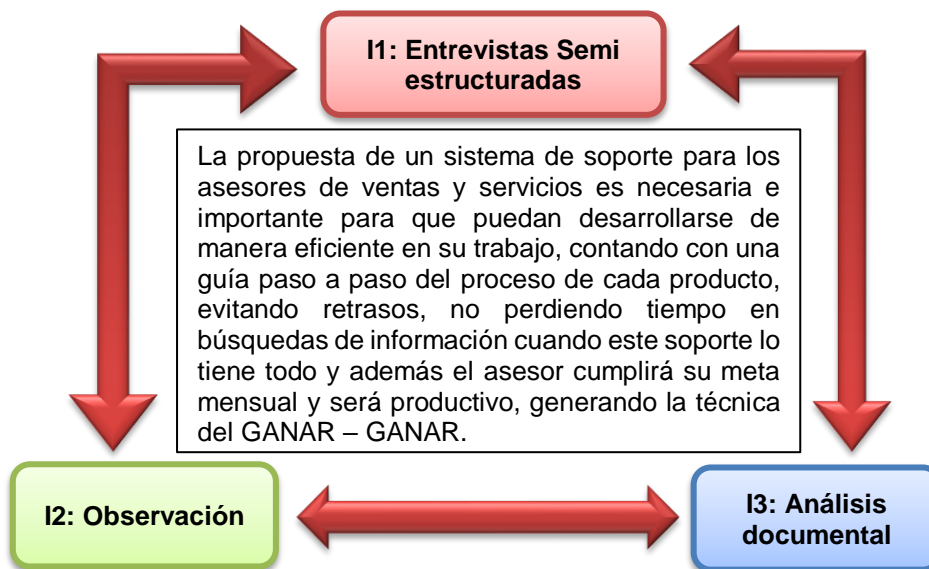 I1: Entrevistas Semi
estructuradas
La propuesta de un sistema de soporte para los
asesores de ventas y servicios es necesaria e
importante para que puedan desarrollarse de
manera eficiente en su trabajo, contando con una
guía paso a paso del proceso de cada producto,
evitando retrasos, no perdiendo tiempo en
búsquedas de información cuando este soporte lo
tiene todo y además el asesor cumplirá su meta
mensual y será productivo, generando la técnica
del GANAR – GANAR.
I2: Observación
I3: Análisis
documental